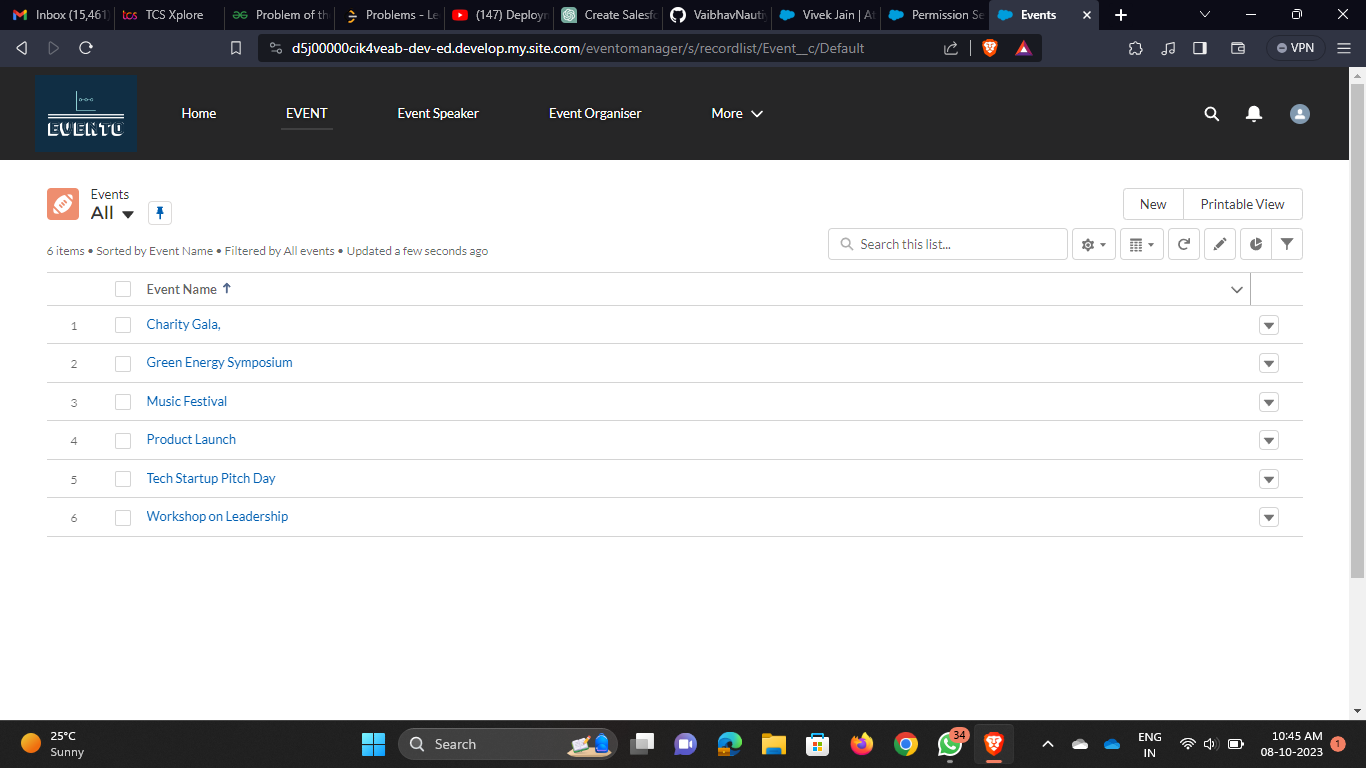 Inbox (15,461)
TCS Xplore
Problem of th
Problems - Le
(147) Deploym
Create Salesfo
VaibhavNauti
Vivek Jain | At
Permission Se
Events
d5j00000cik4veab-dev-ed.develop.my.site.com/eventomanager/s/recordlist/Event__c/Default
VPN
EVENTO
Home
EVENT
Event Speaker
Event Organiser
More
Events
All
New
Printable View
6 items • Sorted by Event Name • Filtered by All events • Updated a few seconds ago
Search this list...
Event Name
1 Charity Gala,
2 Green Energy Symposium
3 Music Festival
4 Product Launch
5 Tech Startup Pitch Day
6 Workshop on Leadership
25°C
Sunny
Search
34
ENG
IN
10:45 AM
08-10-2023
1